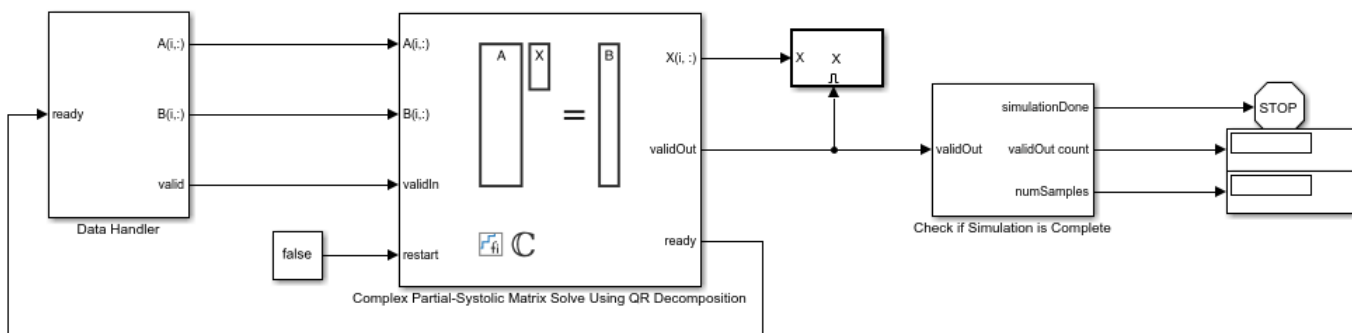 ready
A(i,:)
B(i,:)
valid
Data Handler
false
A(i,:)
B(i,:)
validIn
restart
A
X
=
B
fi
ℂ
X(i, :)
validOut
ready
Complex Partial-Systolic Matrix Solve Using QR Decomposition
X
X
validOut
simulationDone
validOut count
numSamples
Check if Simulation is Complete
STOP